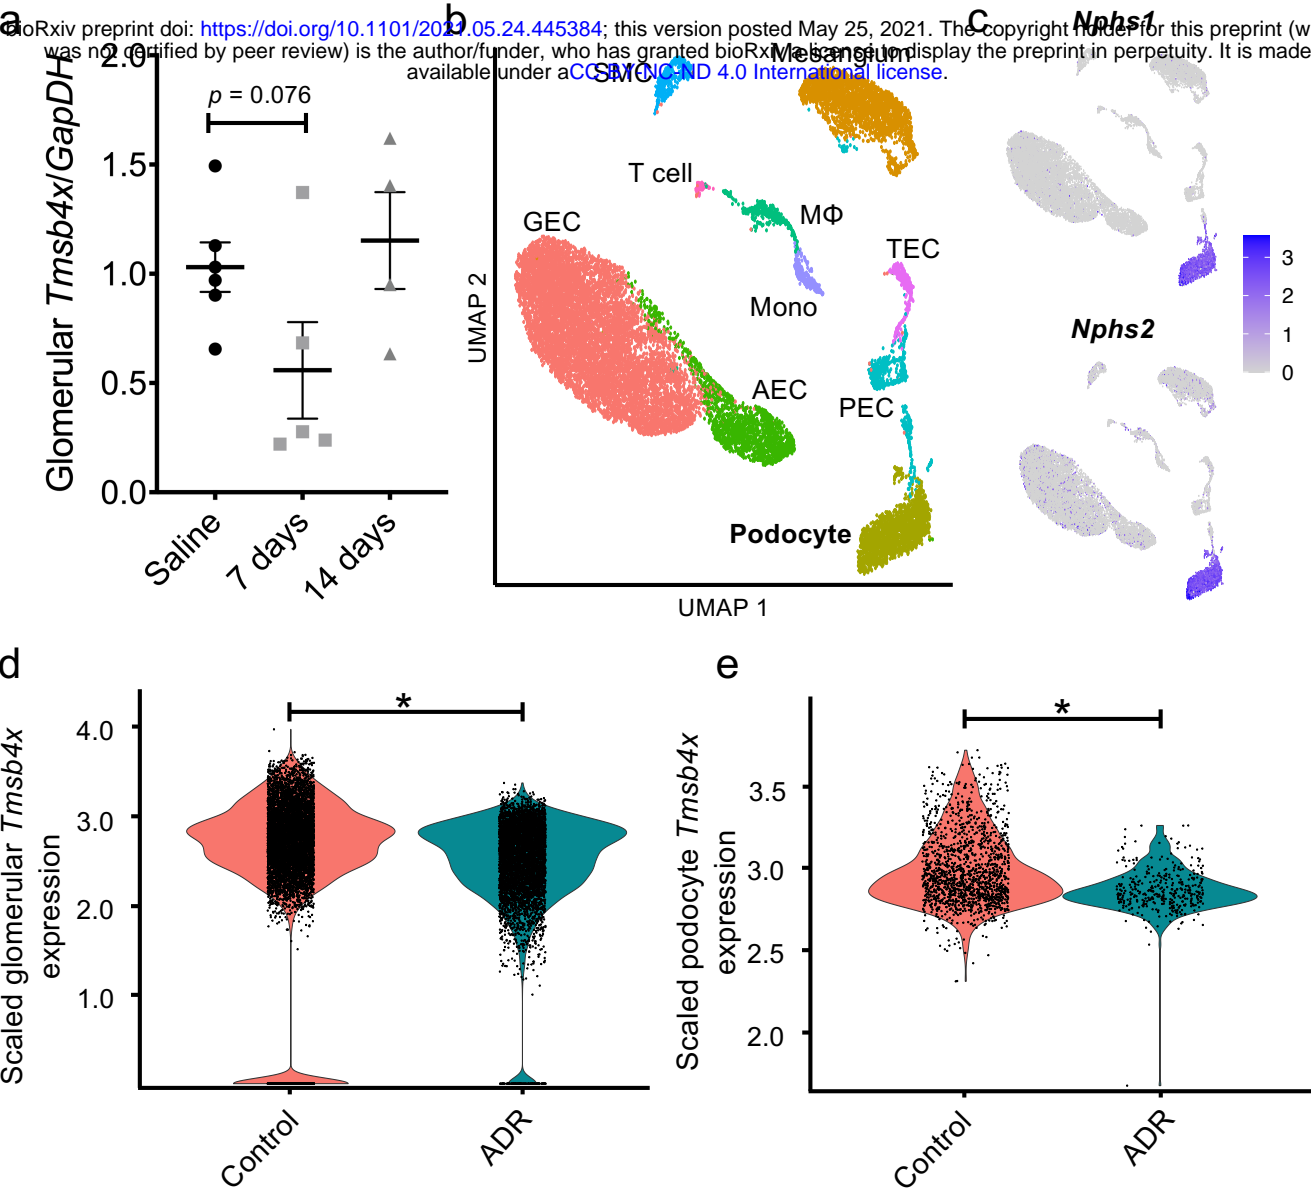 a
b
c
bioRxiv preprint doi: https://doi.org/10.1101/2021.05.24.445384; this version posted May 25, 2021. The copyright holder for this preprint (w
was not certified by peer review) is the author/funder, who has granted bioRxiv a license to display the preprint in perpetuity. It is made
available under aCC-BY-NC-ND 4.0 International license.
Glomerular Tmsb4x/GapDH
2.0
1.5
1.0
0.5
0.0
p = 0.076
Saline
7 days
14 days
UMAP 2
UMAP 1
SMC
Mesangium
T cell
MΦ
GEC
TEC
Mono
AEC
PEC
Podocyte
Nphs1
Nphs2
3
2
1
0
d
Scaled glomerular Tmsb4x
expression
4.0
3.0
2.0
1.0
*
Control
ADR
e
Scaled podocyte Tmsb4x
expression
3.5
3.0
2.5
2.0
*
Control
ADR